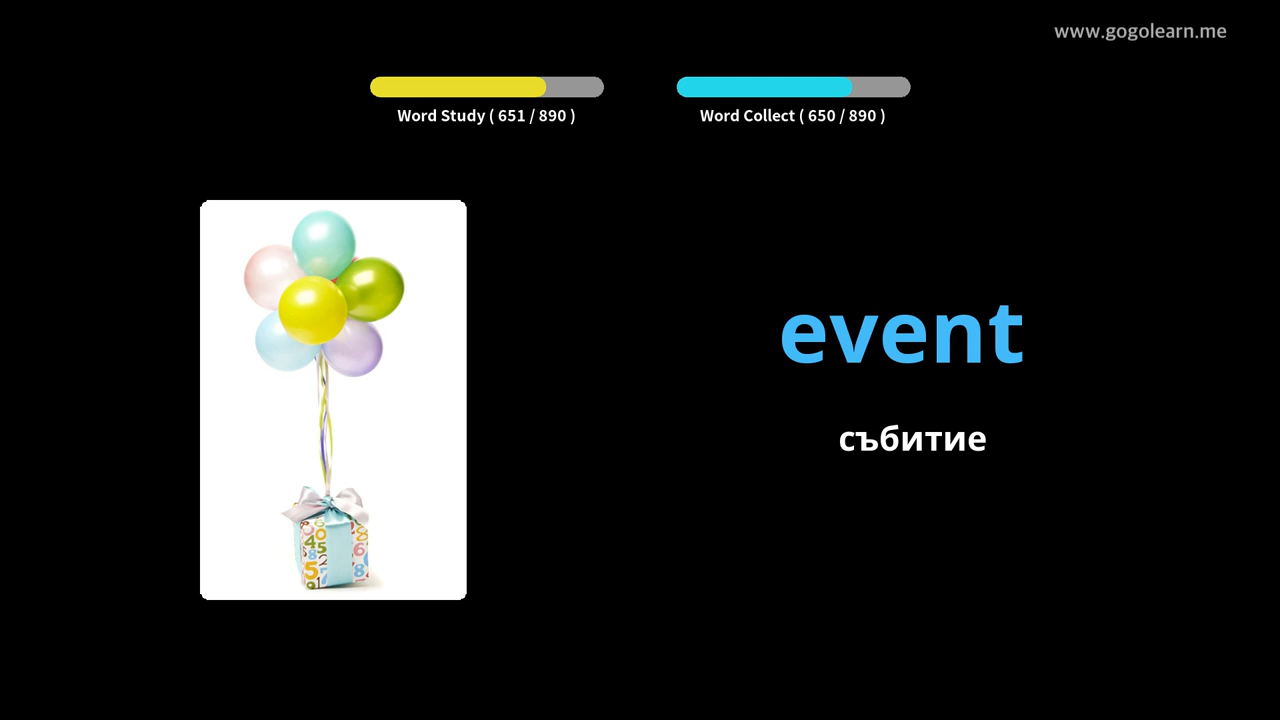 www.gogolearn.me
Word Study ( 651 / 890 )
Word Collect ( 650 / 890 )
event
събитие